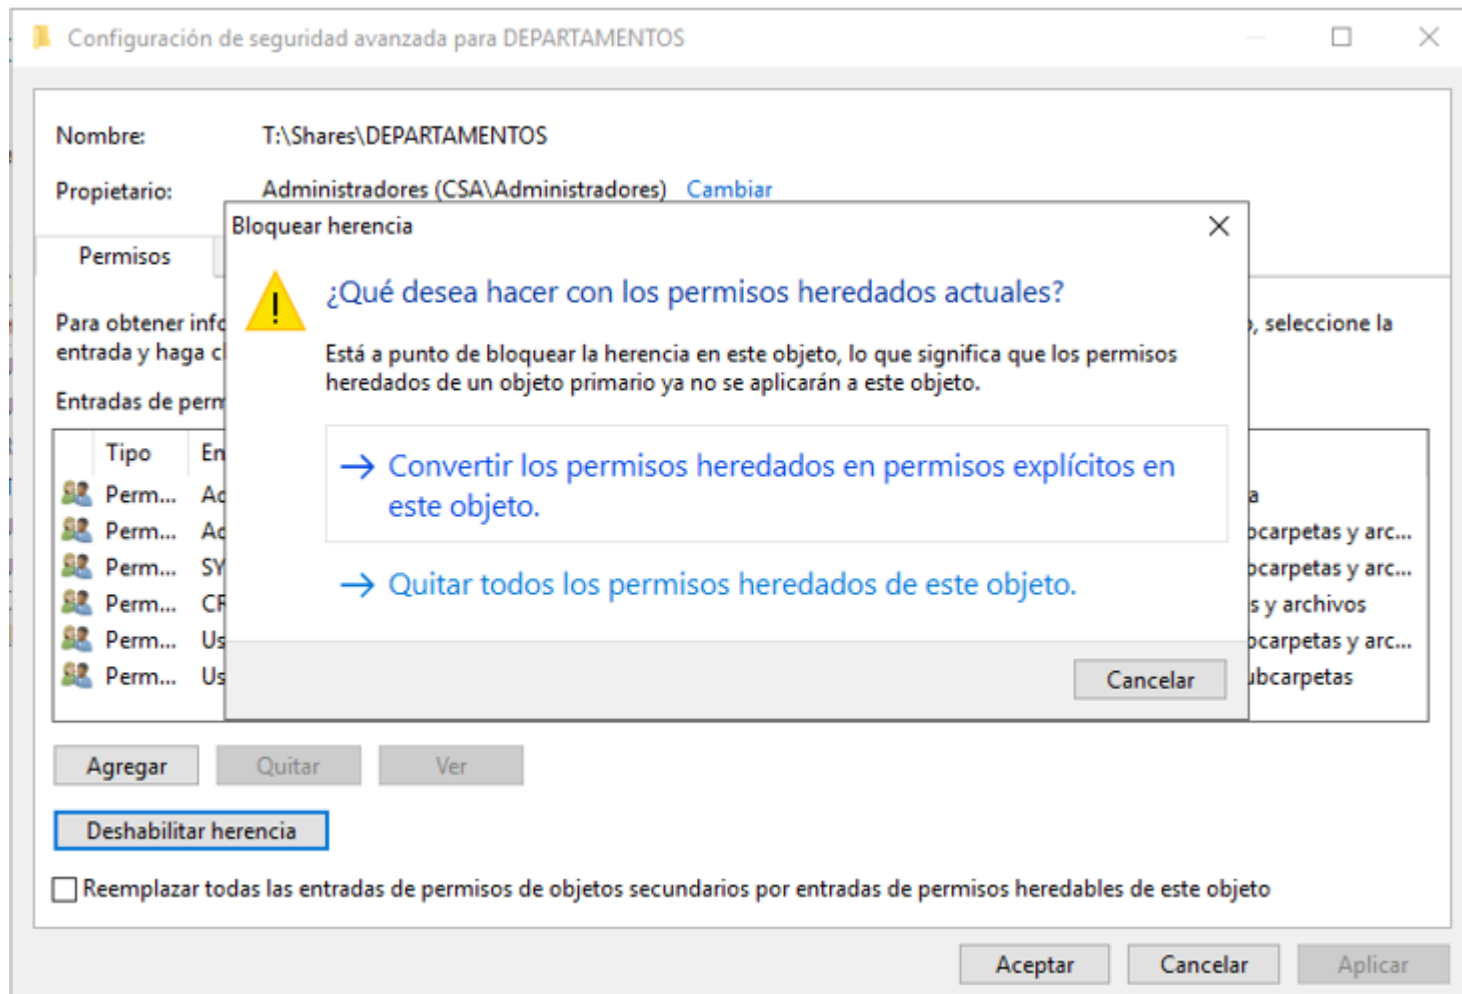 Configuración de seguridad avanzada para DEPARTAMENTOS
Nombre: T:\Shares\DEPARTAMENTOS
Propietario: Administradores (CSA\Administradores) Cambiar
Bloquear herencia
Permisos
¿Qué desea hacer con los permisos heredados actuales?
Para obtener , seleccione la
entrada y haga
Está a punto de bloquear la herencia en este objeto, lo que significa que los permisos
heredados de un objeto primario ya no se aplicarán a este objeto.
Entradas de
Tipo
Convertir los permisos heredados en permisos explícitos en
este objeto.
Perm...
Perm... y arc...
Perm... y arc...
Quitar todos los permisos heredados de este objeto.
Perm... y archivos
Perm... y arc...
Perm...
Cancelar
Agregar Quitar Ver
Deshabilitar herencia
Reemplazar todas las entradas de permisos de objetos secundarios por entradas de permisos heredables de este objeto
Aceptar Cancelar Aplicar